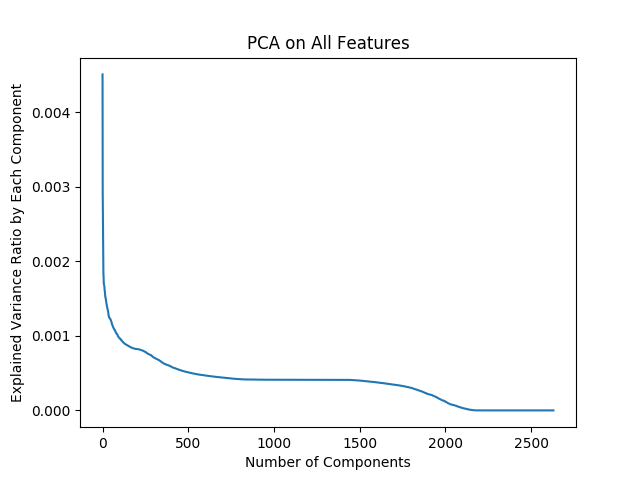 PCA on All Features
Explained Variance Ratio by Each Component
0.004
0.003
0.002
0.001
0.000
0 500 1000 1500 2000 2500
Number of Components